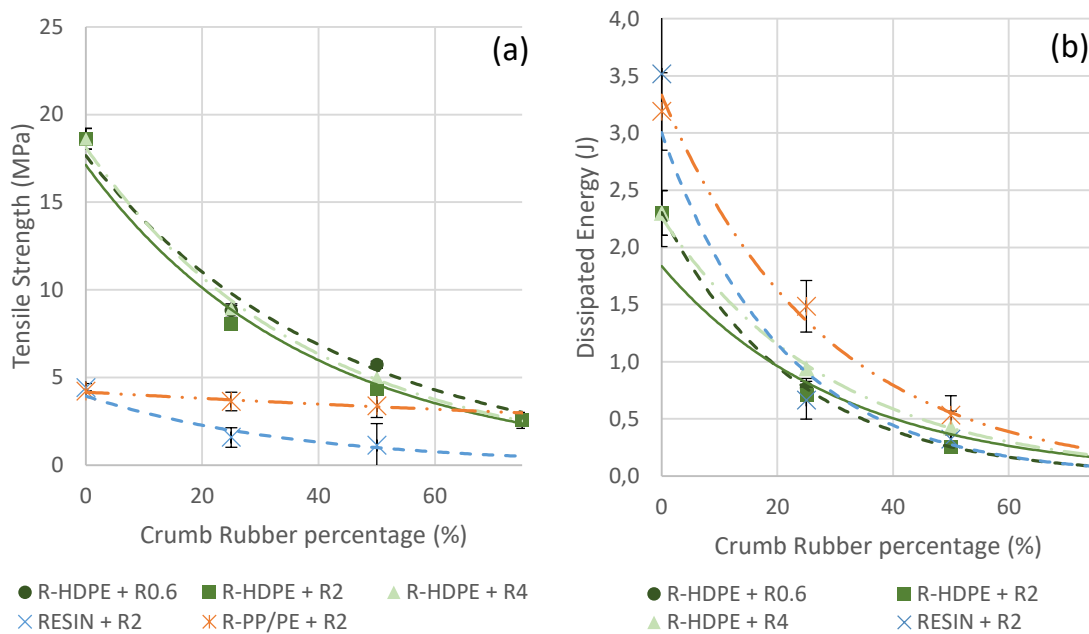 (a)
Tensile Strength (MPa)
25
20
15
10
5
0
0 20 40 60
Crumb Rubber percentage (%)
R-HDPE + R0.6 R-HDPE + R2 R-HDPE + R4
RESIN + R2 R-PP/PE + R2
(b)
Dissipated Energy (J)
4,0
3,5
3,0
2,5
2,0
1,5
1,0
0,5
0,0
0 20 40 60
Crumb Rubber percentage (%)
R-HDPE + R0.6 R-HDPE + R2
R-HDPE + R4 RESIN + R2